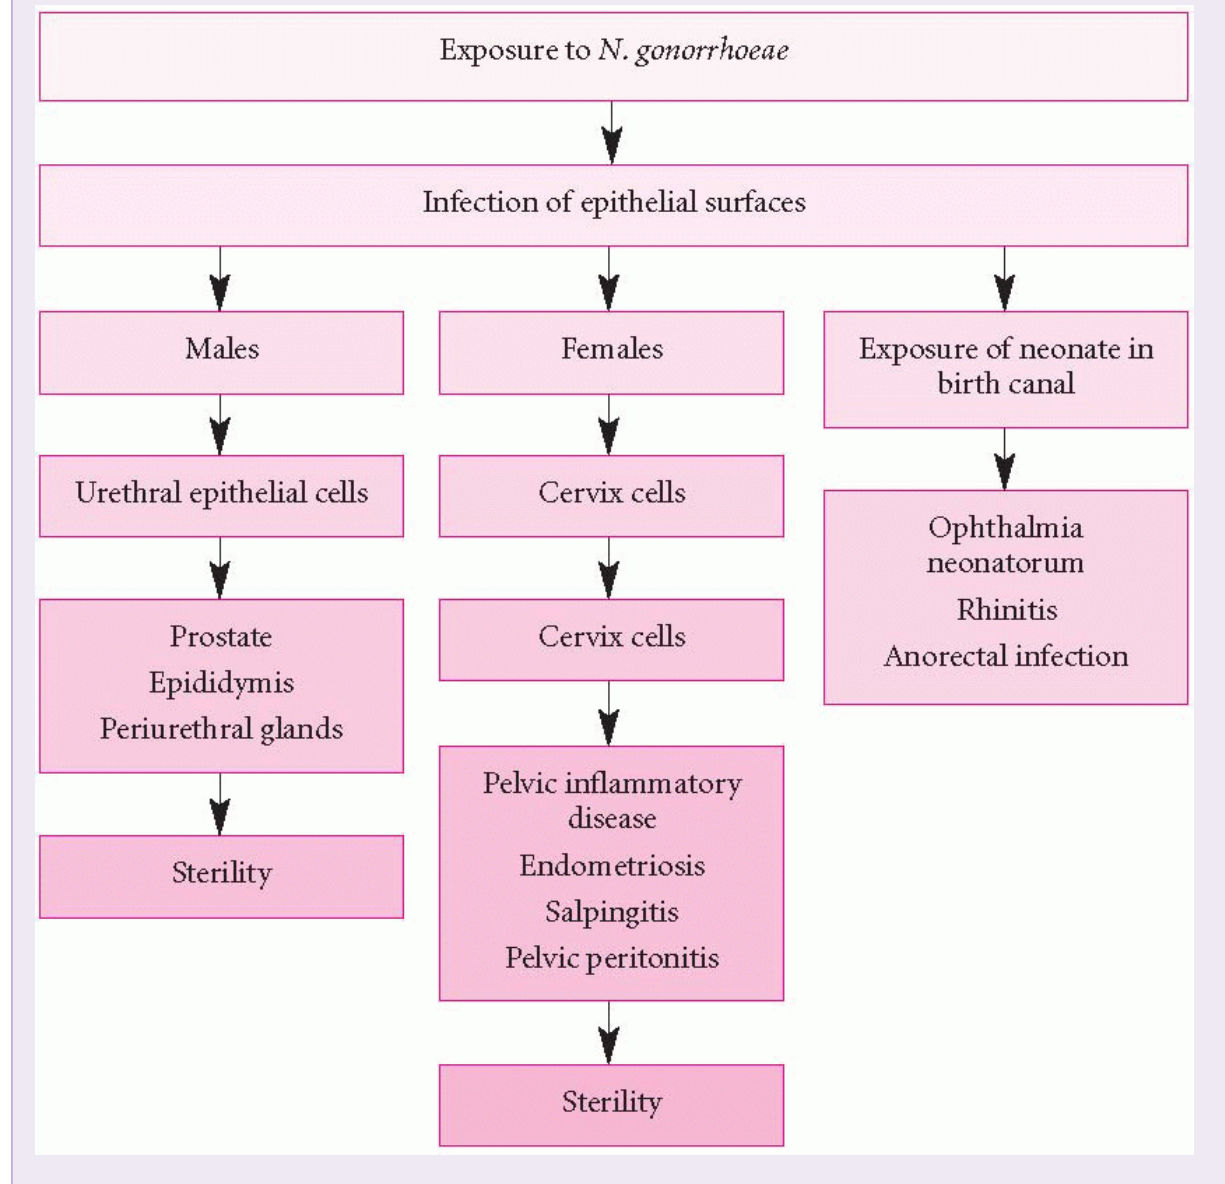 Exposure to N. gonorrhoeae
Infection of epithelial surfaces
Males
Urethral epithelial cells
Prostate
Epididymis
Periurethral glands
Sterility
Females
Cervix cells
Cervix cells
Pelvic inflammatory
disease
Endometriosis
Salpingitis
Pelvic peritonitis
Sterility
Exposure of neonate in
birth canal
Ophthalmia
neonatorum
Rhinitis
Anorectal infection